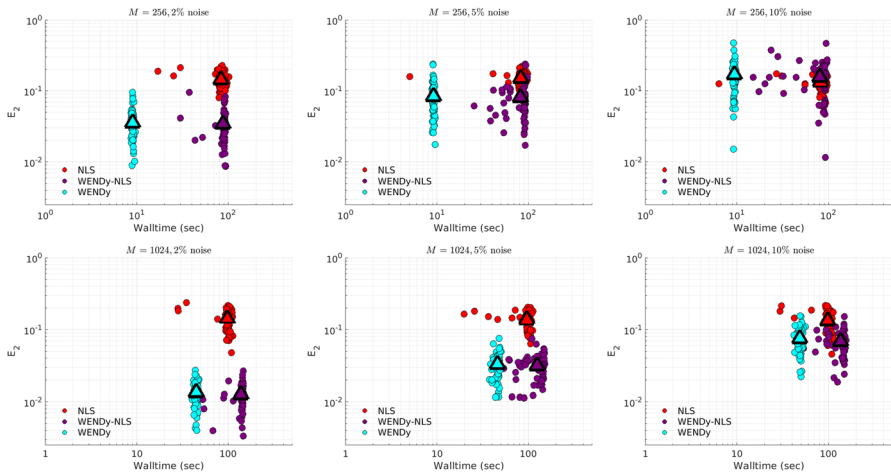 M = 256, 2% noise
10^0
10^-1
10^-2
E_2
NLS
WENDy-NLS
WENDy
10^0 10^1 10^2
Walltime (sec)
M = 256, 5% noise
10^0
10^-1
10^-2
E_2
NLS
WENDy-NLS
WENDy
10^0 10^1 10^2
Walltime (sec)
M = 256, 10% noise
10^0
10^-1
10^-2
E_2
NLS
WENDy-NLS
WENDy
10^0 10^1 10^2
Walltime (sec)
M = 1024, 2% noise
10^0
10^-1
10^-2
E_2
NLS
WENDy-NLS
WENDy
1 10 100
Walltime (sec)
M = 1024, 5% noise
10^0
10^-1
10^-2
E_2
NLS
WENDy-NLS
WENDy
1 10 100
Walltime (sec)
M = 1024, 10% noise
10^0
10^-1
10^-2
E_2
NLS
WENDy-NLS
WENDy
1 10 100
Walltime (sec)